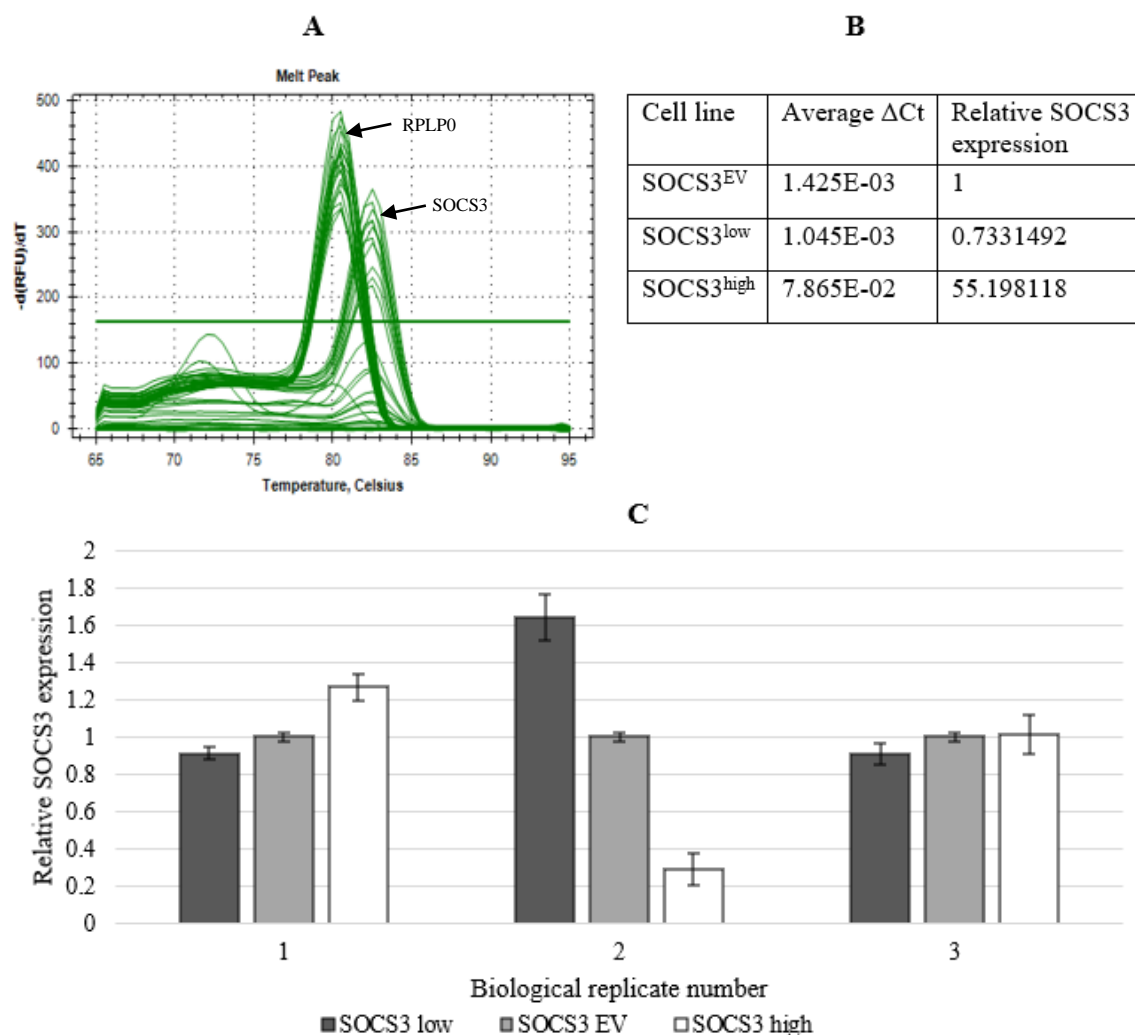 A
Melt Peak
500
400
300
200
100
0
-d(RFU)/dT
RPLP0
SOCS3
65 70 75 80 85 90 95
Temperature, Celsius
B
Cell line Average ΔCt Relative SOCS3
expression
SOCS3EV 1.425E-03 1
SOCS3low 1.045E-03 0.7331492
SOCS3high 7.865E-02 55.198118
C
2
1.8
1.6
1.4
1.2
1
0.8
0.6
0.4
0.2
0
Relative SOCS3 expression
1 2 3
Biological replicate number
SOCS3 low SOCS3 EV SOCS3 high